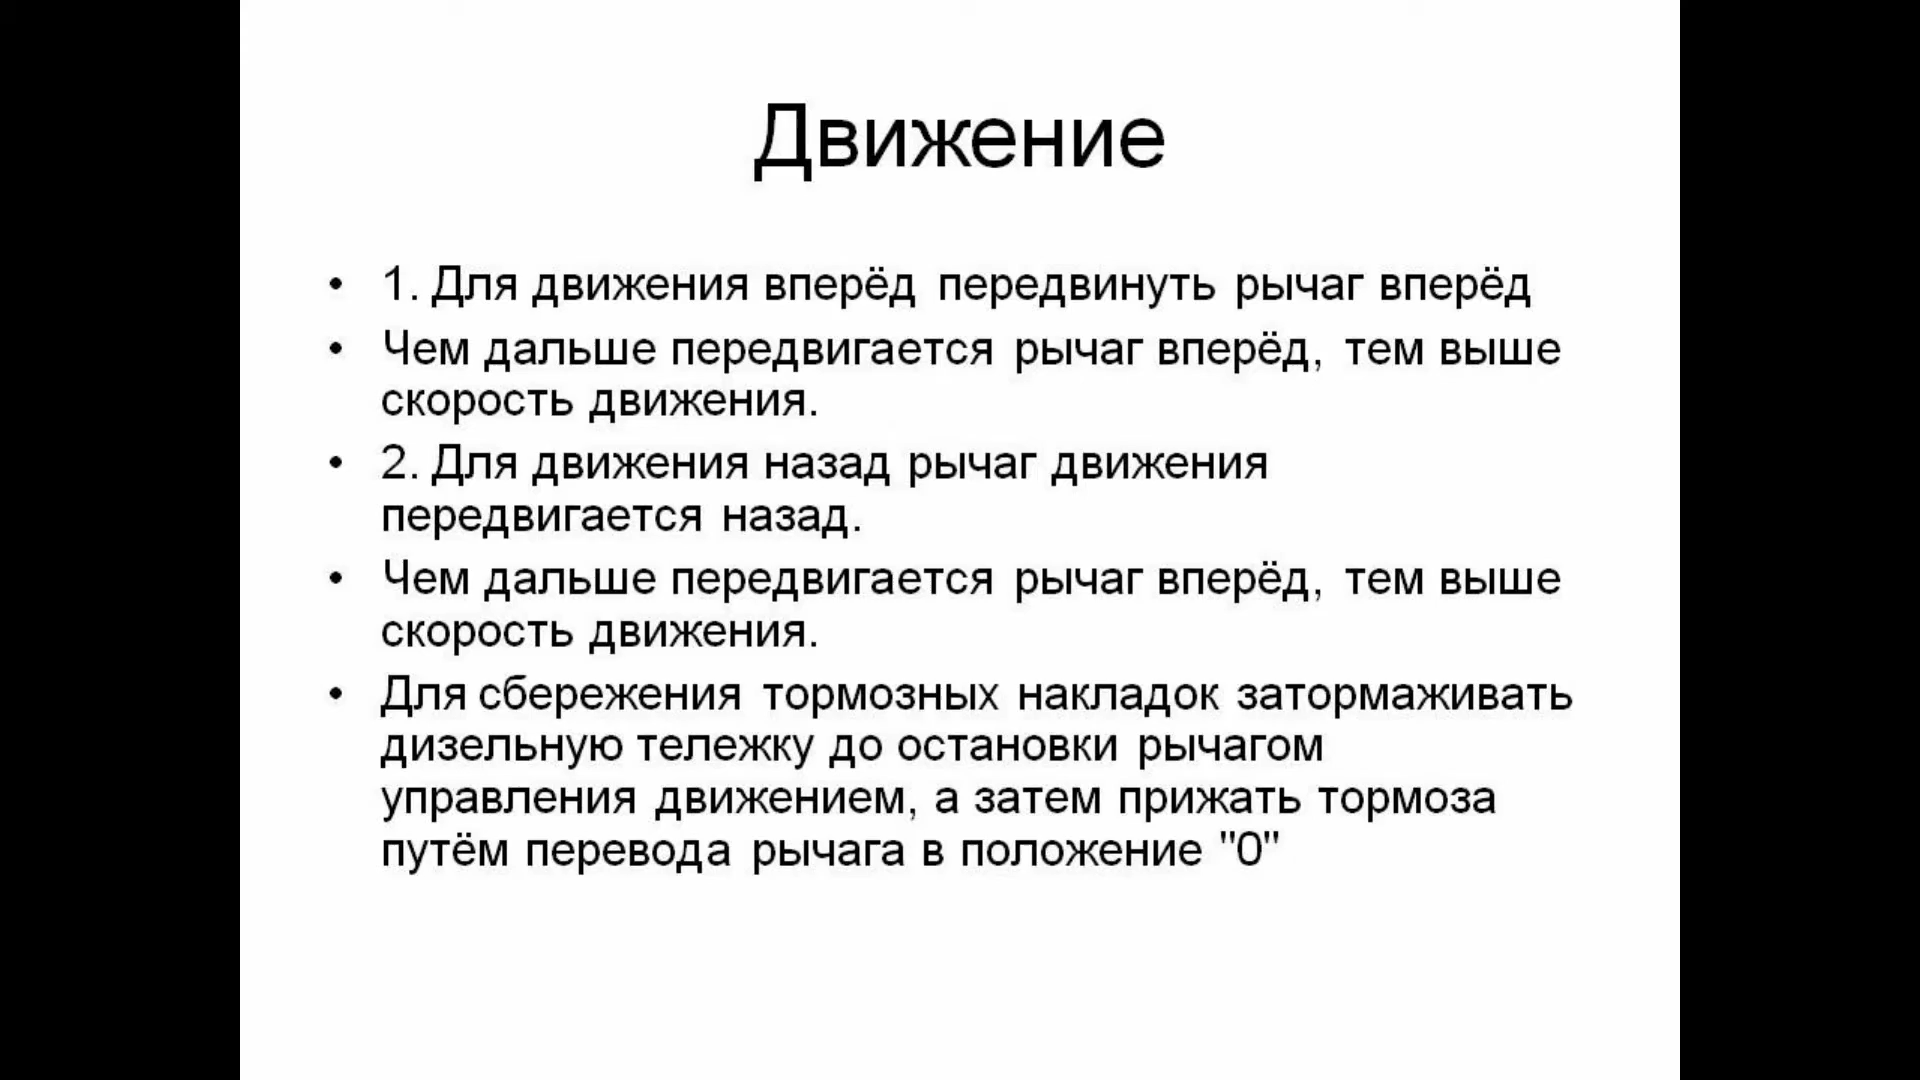 Движение
• 1. Для движения вперёд передвинуть рычаг вперёд
• Чем дальше передвигается рычаг вперёд, тем выше
скорость движения.
• 2. Для движения назад рычаг движения
передвигается назад.
• Чем дальше передвигается рычаг вперёд, тем выше
скорость движения.
• Для сбережения тормозных накладок затормаживать
дизельную тележку до остановки рычагом
управления движением, а затем прижать тормоза
путём перевода рычага в положение "0"